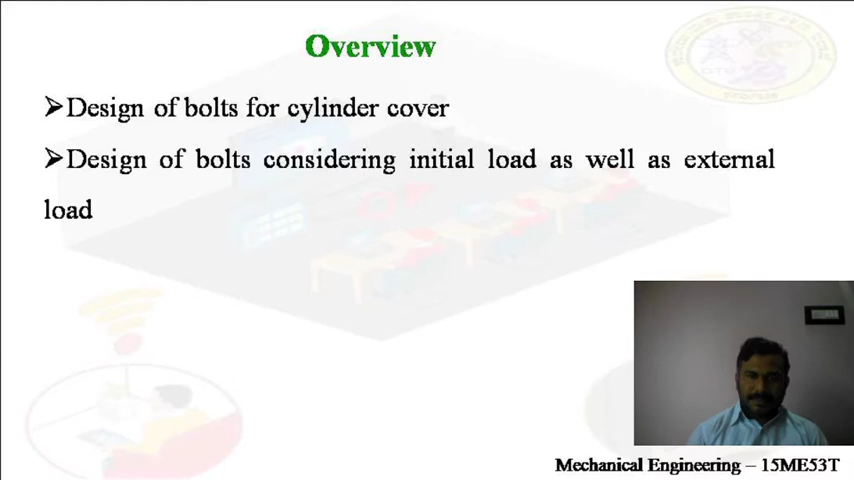 Overview
➢Design of bolts for cylinder cover
➢Design of bolts considering initial load as well as external
load
Mechanical Engineering – 15ME53T